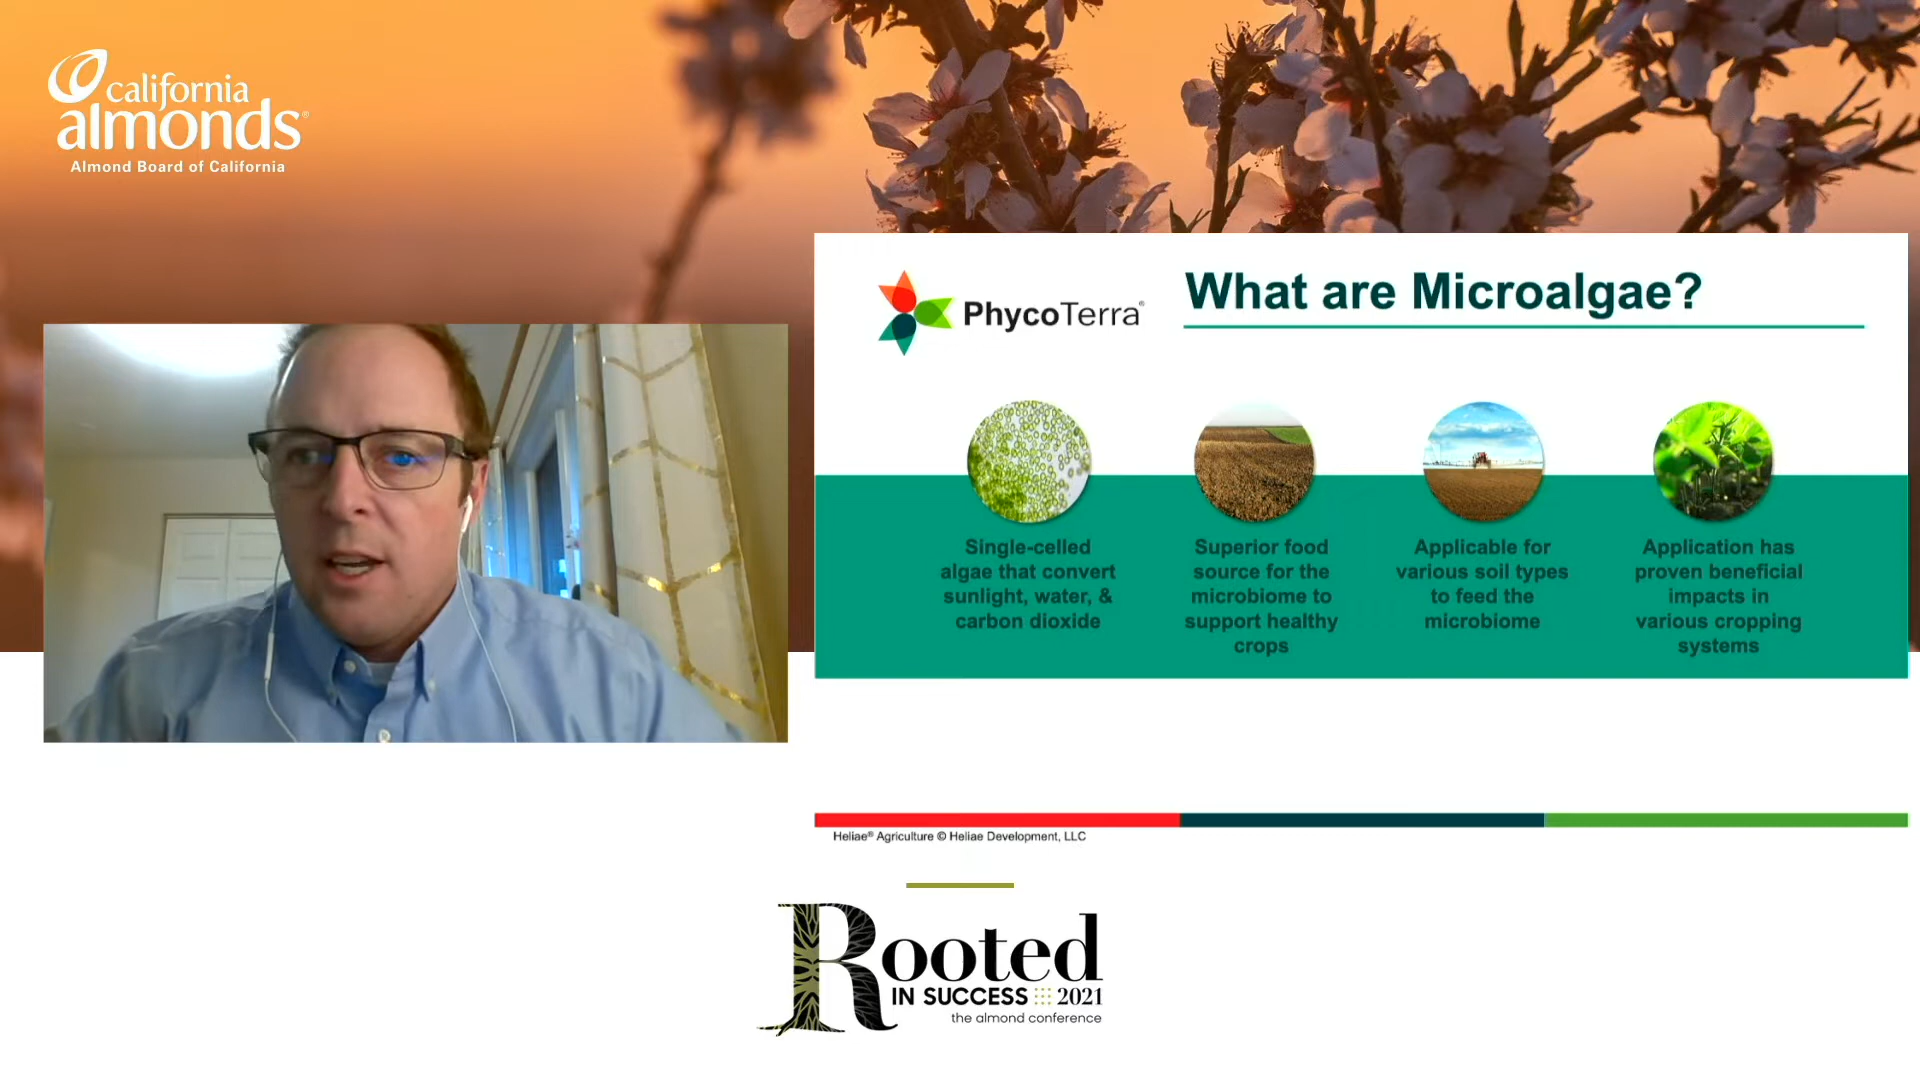 california
almonds®
Almond Board of California
PhycoTerra®
What are Microalgae?
Single-celled
algae that convert
sunlight, water, &
carbon dioxide
Superior food
source for the
microbiome to
support healthy
crops
Applicable for
various soil types
to feed the
microbiome
Application has
proven beneficial
impacts in
various cropping
systems
Heliae® Agriculture © Heliae Development, LLC
Rooted
IN SUCCESS 2021
the almond conference